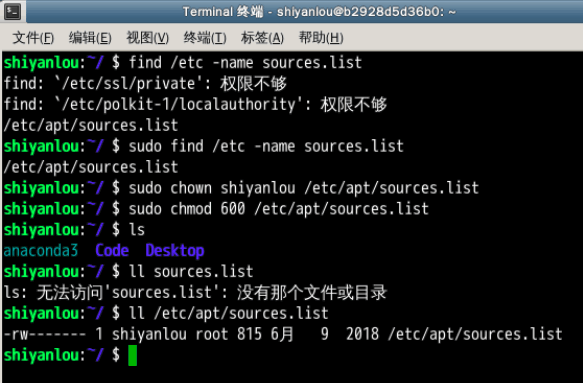 Terminal 终端 - shiyanlou@b2928d5d36b0: ~
文件(F) 编辑(E) 视图(V) 终端(T) 标签(A) 帮助(H)
shiyanlou:~/ $ find /etc -name sources.list
find: `/etc/ssl/private': 权限不够
find: `/etc/polkit-1/localauthority': 权限不够
/etc/apt/sources.list
shiyanlou:~/ $ sudo find /etc -name sources.list
/etc/apt/sources.list
shiyanlou:~/ $ sudo chown shiyanlou /etc/apt/sources.list
shiyanlou:~/ $ sudo chmod 600 /etc/apt/sources.list
shiyanlou:~/ $ ls
anaconda3  Code  Desktop
shiyanlou:~/ $ ll sources.list
ls: 无法访问'sources.list': 没有那个文件或目录
shiyanlou:~/ $ ll /etc/apt/sources.list
-rw------- 1 shiyanlou root 815 6月   9  2018 /etc/apt/sources.list
shiyanlou:~/ $